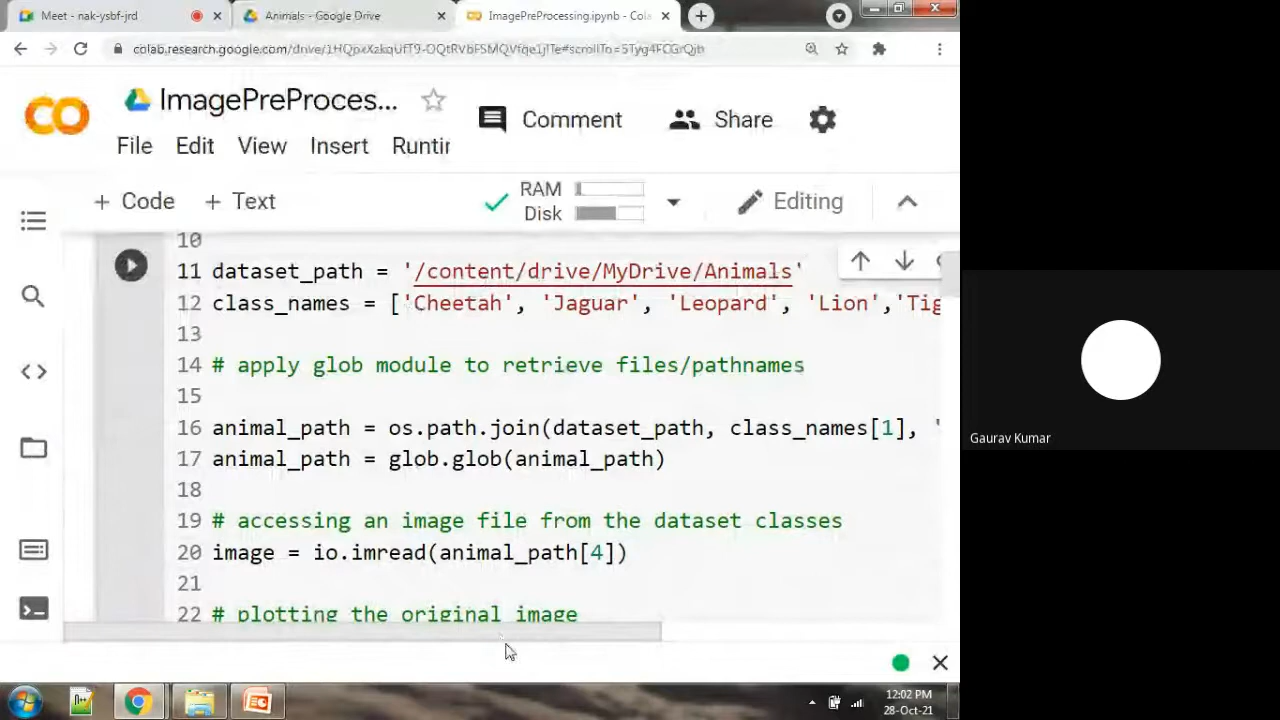 Meet - nak-ysbf-jrd
Animals - Google Drive
ImagePreProcessing.ipynb - Cola
ImagePreProces...
Comment
Share
File Edit View Insert Runtir
+ Code + Text
RAM
Disk
Editing
10
11 dataset_path = '/content/drive/MyDrive/Animals'
12 class_names = ['Cheetah', 'Jaguar', 'Leopard', 'Lion','Tig
13
14 # apply glob module to retrieve files/pathnames
15
16 animal_path = os.path.join(dataset_path, class_names[1], '
17 animal_path = glob.glob(animal_path)
18
19 # accessing an image file from the dataset classes
20 image = io.imread(animal_path[4])
21
22 # plotting the original image
Gaurav Kumar
12:02 PM
28-Oct-21